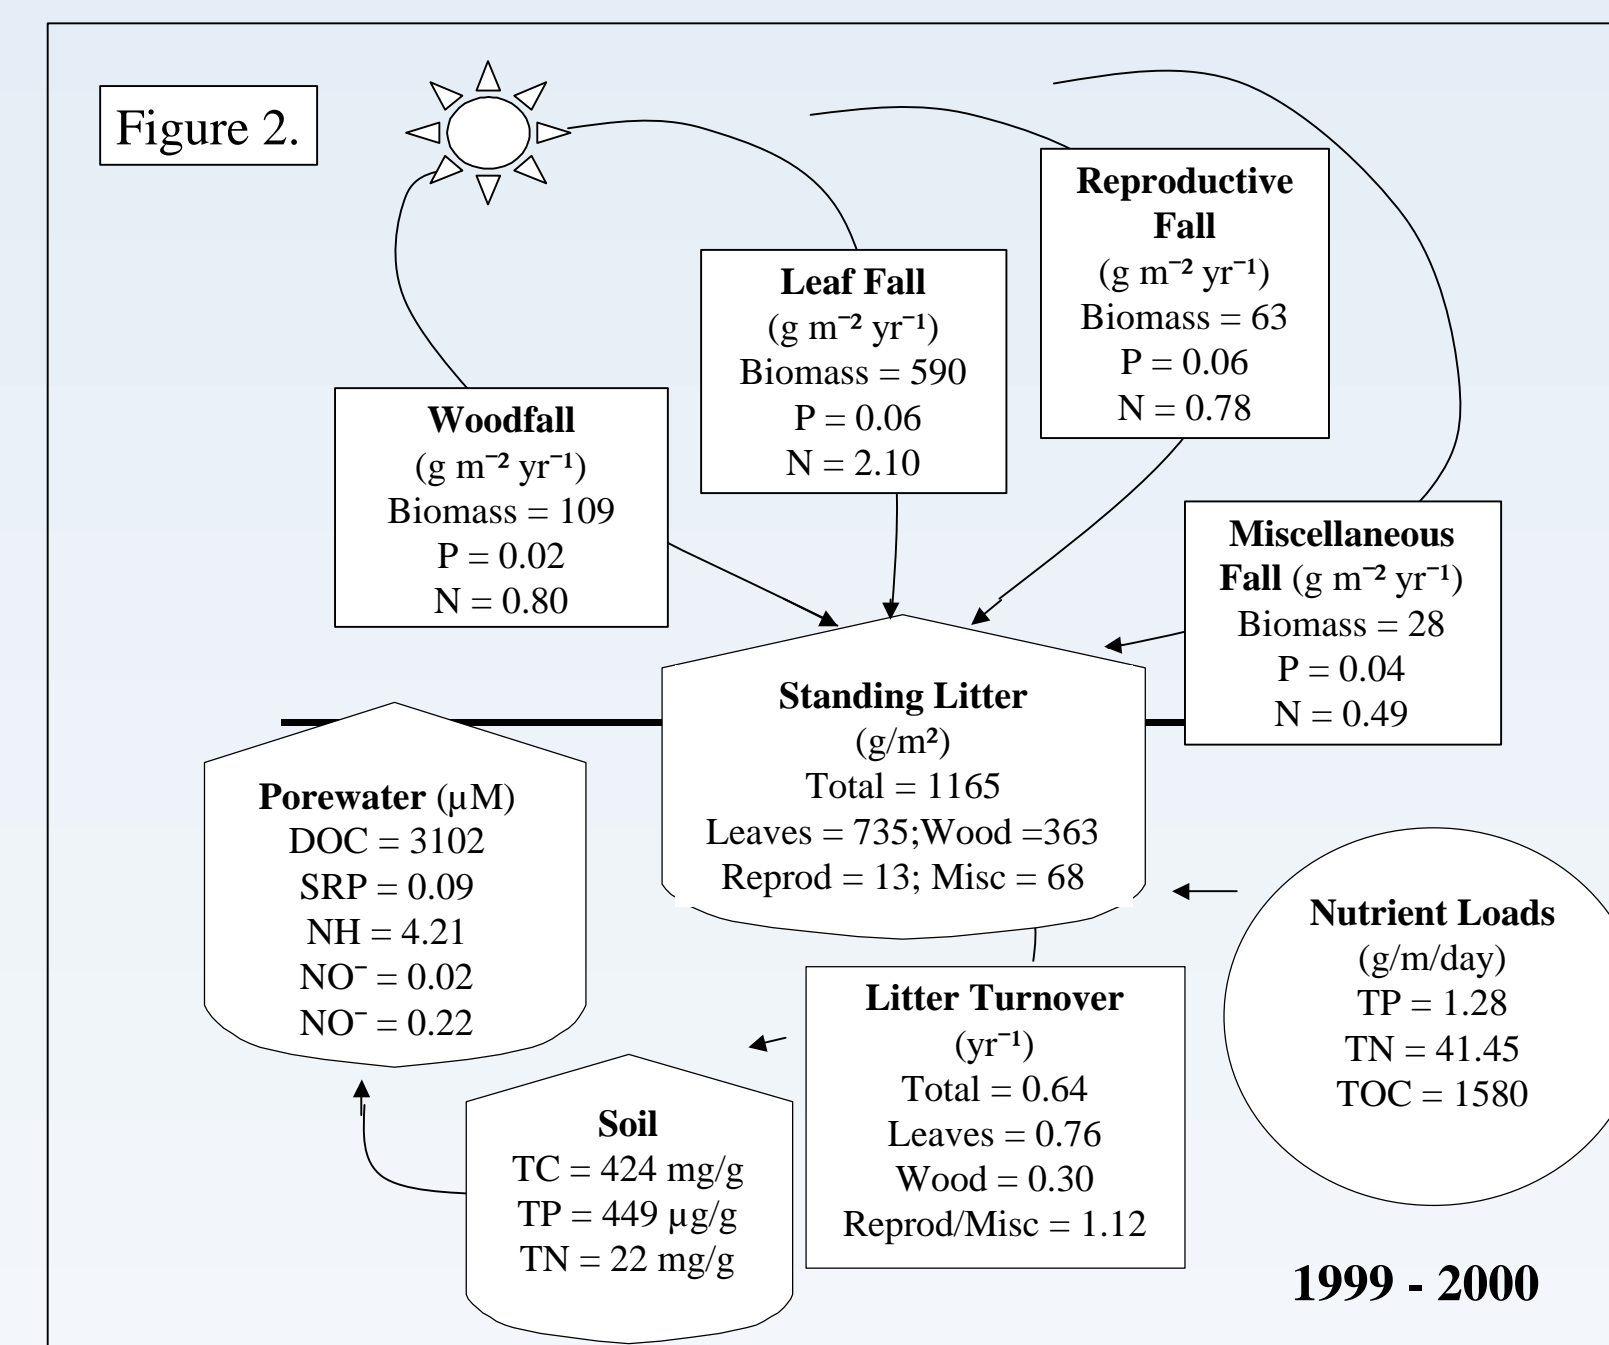 Figure 2.
Reproductive
Fall
(g m⁻² yr⁻¹)
Biomass = 63
P = 0.06
N = 0.78
Leaf Fall
(g m⁻² yr⁻¹)
Biomass = 590
P = 0.06
N = 2.10
Woodfall
(g m⁻² yr⁻¹)
Biomass = 109
P = 0.02
N = 0.80
Miscellaneous
Fall (g m⁻² yr⁻¹)
Biomass = 28
P = 0.04
N = 0.49
Standing Litter
(g/m²)
Total = 1165
Leaves = 735;Wood =363
Reprod = 13; Misc = 68
Porewater (µM)
DOC = 3102
SRP = 0.09
NH = 4.21
NO⁻ = 0.02
NO⁻ = 0.22
Nutrient Loads
(g/m/day)
TP = 1.28
TN = 41.45
TOC = 1580
Litter Turnover
(yr⁻¹)
Total = 0.64
Leaves = 0.76
Wood = 0.30
Reprod/Misc = 1.12
Soil
TC = 424 mg/g
TP = 449 µg/g
TN = 22 mg/g
1999 - 2000